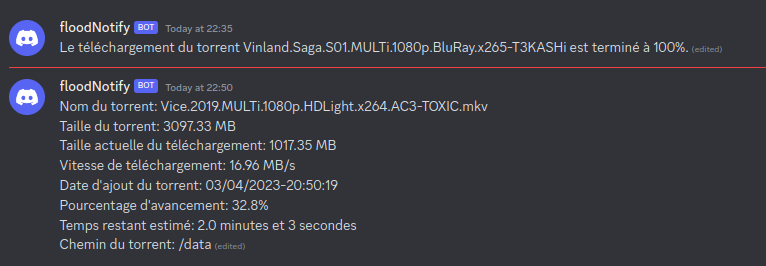 floodNotify BOT Today at 22:35
Le téléchargement du torrent Vinland.Saga.S01.MULTi.1080p.BluRay.x265-T3KASHi est terminé à 100%. (edited)
floodNotify BOT Today at 22:50
Nom du torrent: Vice.2019.MULTi.1080p.HDLight.x264.AC3-TOXIC.mkv
Taille du torrent: 3097.33 MB
Taille actuelle du téléchargement: 1017.35 MB
Vitesse de téléchargement: 16.96 MB/s
Date d'ajout du torrent: 03/04/2023-20:50:19
Pourcentage d'avancement: 32.8%
Temps restant estimé: 2.0 minutes et 3 secondes
Chemin du torrent: /data (edited)